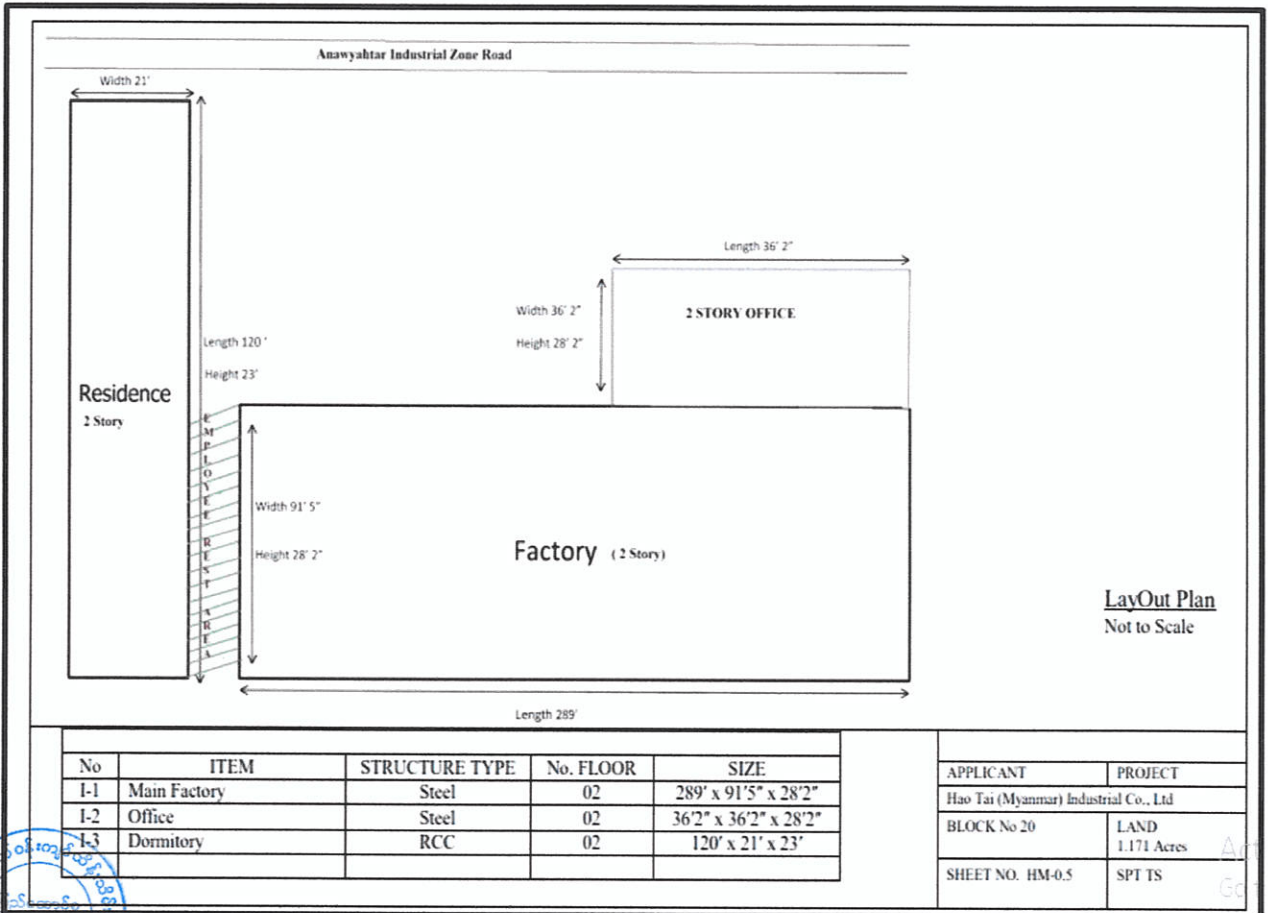 Anawyahtar Industrial Zone Road
Width 21'
Length 36' 2"
Width 36' 2"
2 STORY OFFICE
Height 28' 2"
Length 120 '
Height 23'
Residence
2 Story
EMPLOYEE REST AREA
Width 91' 5"
Height 28' 2"
Factory ( 2 Story)
LayOut Plan
Not to Scale
Length 289'
No ITEM STRUCTURE TYPE No. FLOOR SIZE
I-1 Main Factory Steel 02 289' x 91'5" x 28'2"
I-2 Office Steel 02 36'2" x 36'2" x 28'2"
I-3 Dormitory RCC 02 120' x 21' x 23'
APPLICANT PROJECT
Hao Tai (Myanmar) Industrial Co., Ltd
BLOCK No 20 LAND
1.171 Acres
SHEET NO. HM-0.5 SPT TS